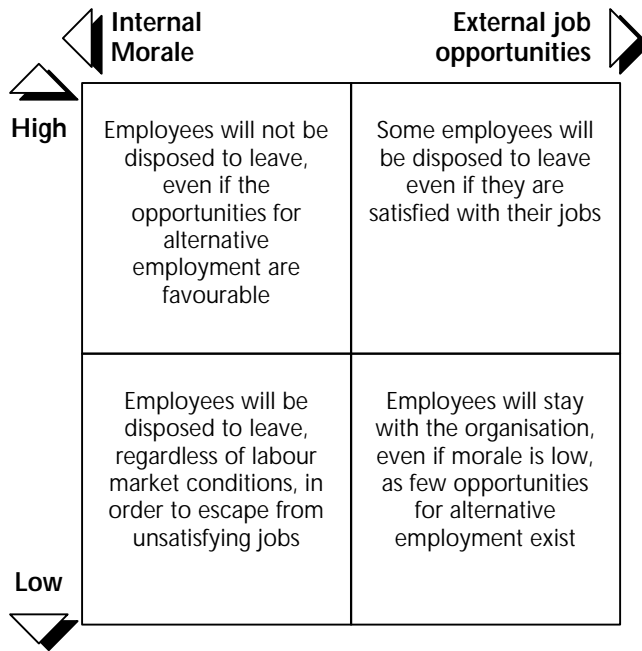 Internal
Morale
External job
opportunities
High
Employees will not be
disposed to leave,
even if the
opportunities for
alternative
employment are
favourable
Some employees will
be disposed to leave
even if they are
satisfied with their jobs
Employees will be
disposed to leave,
regardless of labour
market conditions, in
order to escape from
unsatisfying jobs
Employees will stay
with the organisation,
even if morale is low,
as few opportunities
for alternative
employment exist
Low